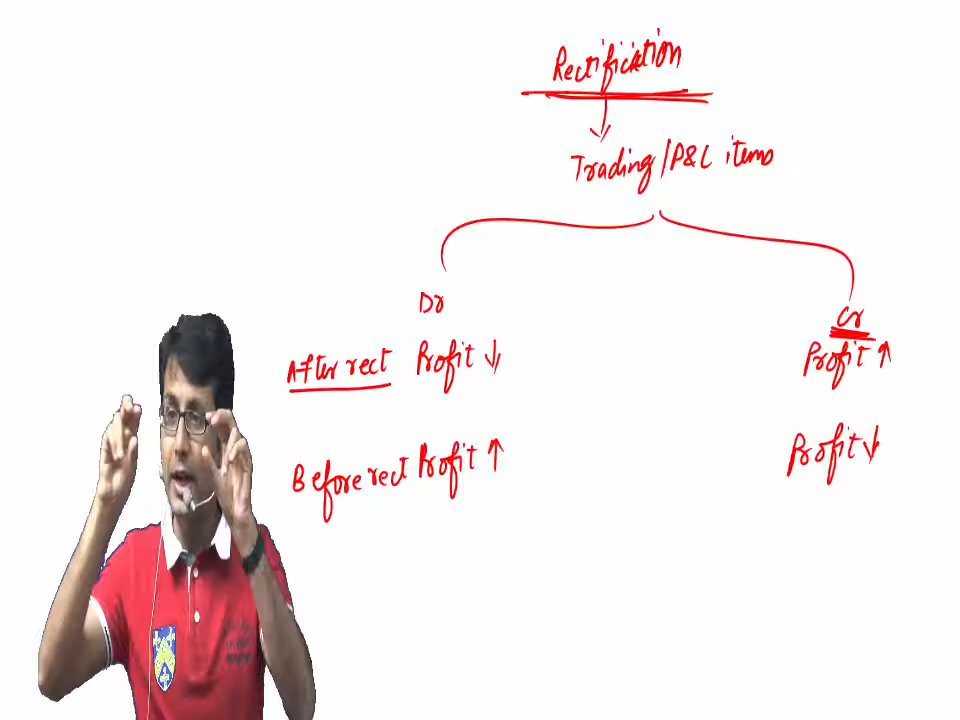 Rectification
Trading/P&L items
Dr
Cr
After rect Profit ↓
Profit ↑
Before rect Profit ↑
Profit ↓